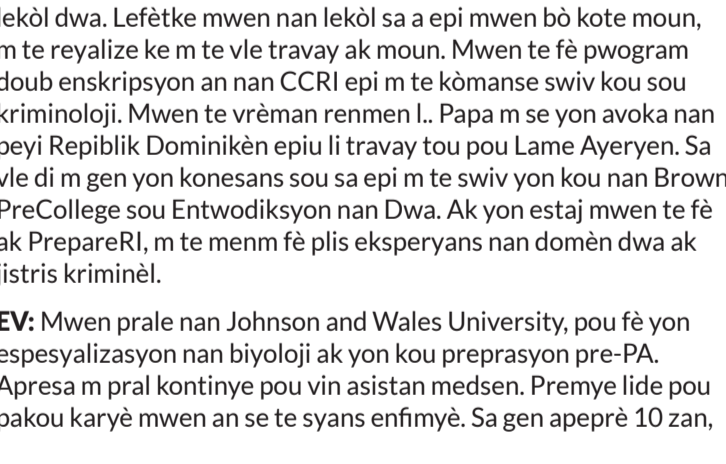 lekòl dwa. Lefètke mwen nan lekòl sa a epi mwen bò kote moun,
m te reyalize ke m te vle travay ak moun. Mwen te fè pwogram
doub enskripsyon an nan CCRI epi m te kòmanse swiv kou sou
kriminoloji. Mwen te vrèman renmen l.. Papa m se yon avoka nan
peyi Repiblik Dominikèn epiu li travay tou pou Lame Ayeryen. Sa
vle di m gen yon konesans sou sa epi m te swiv yon kou nan Brown
PreCollege sou Entwodiksyon nan Dwa. Ak yon estaj mwen te fè
ak PrepareRI, m te menm fè plis eksperyans nan domèn dwa ak
jistris kriminèl.
EV: Mwen prale nan Johnson and Wales University, pou fè yon
espesyalizasyon nan biyoloji ak yon kou preprasyon pre-PA.
Apresa m pral kontinye pou vin asistan medsen. Premye lide pou
pakou karyè mwen an se te syans enfimyè. Sa gen apeprè 10 zan,